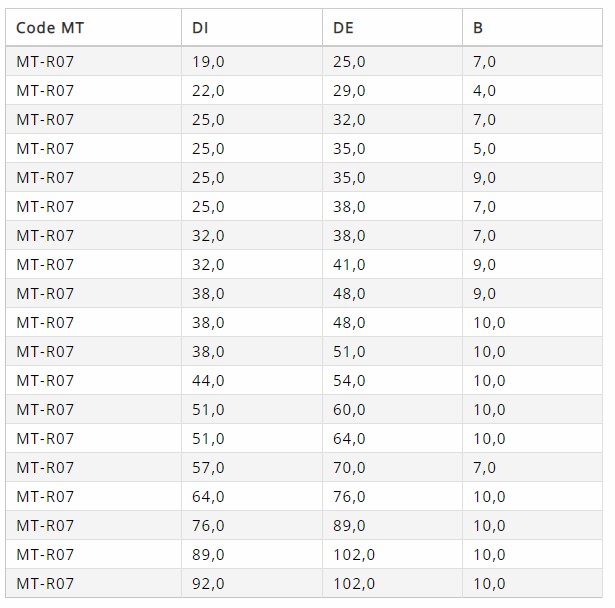 Code MT DI DE B
MT-R07 19,0 25,0 7,0
MT-R07 22,0 29,0 4,0
MT-R07 25,0 32,0 7,0
MT-R07 25,0 35,0 5,0
MT-R07 25,0 35,0 9,0
MT-R07 25,0 38,0 7,0
MT-R07 32,0 38,0 7,0
MT-R07 32,0 41,0 9,0
MT-R07 38,0 48,0 9,0
MT-R07 38,0 48,0 10,0
MT-R07 38,0 51,0 10,0
MT-R07 44,0 54,0 10,0
MT-R07 51,0 60,0 10,0
MT-R07 51,0 64,0 10,0
MT-R07 57,0 70,0 7,0
MT-R07 64,0 76,0 10,0
MT-R07 76,0 89,0 10,0
MT-R07 89,0 102,0 10,0
MT-R07 92,0 102,0 10,0